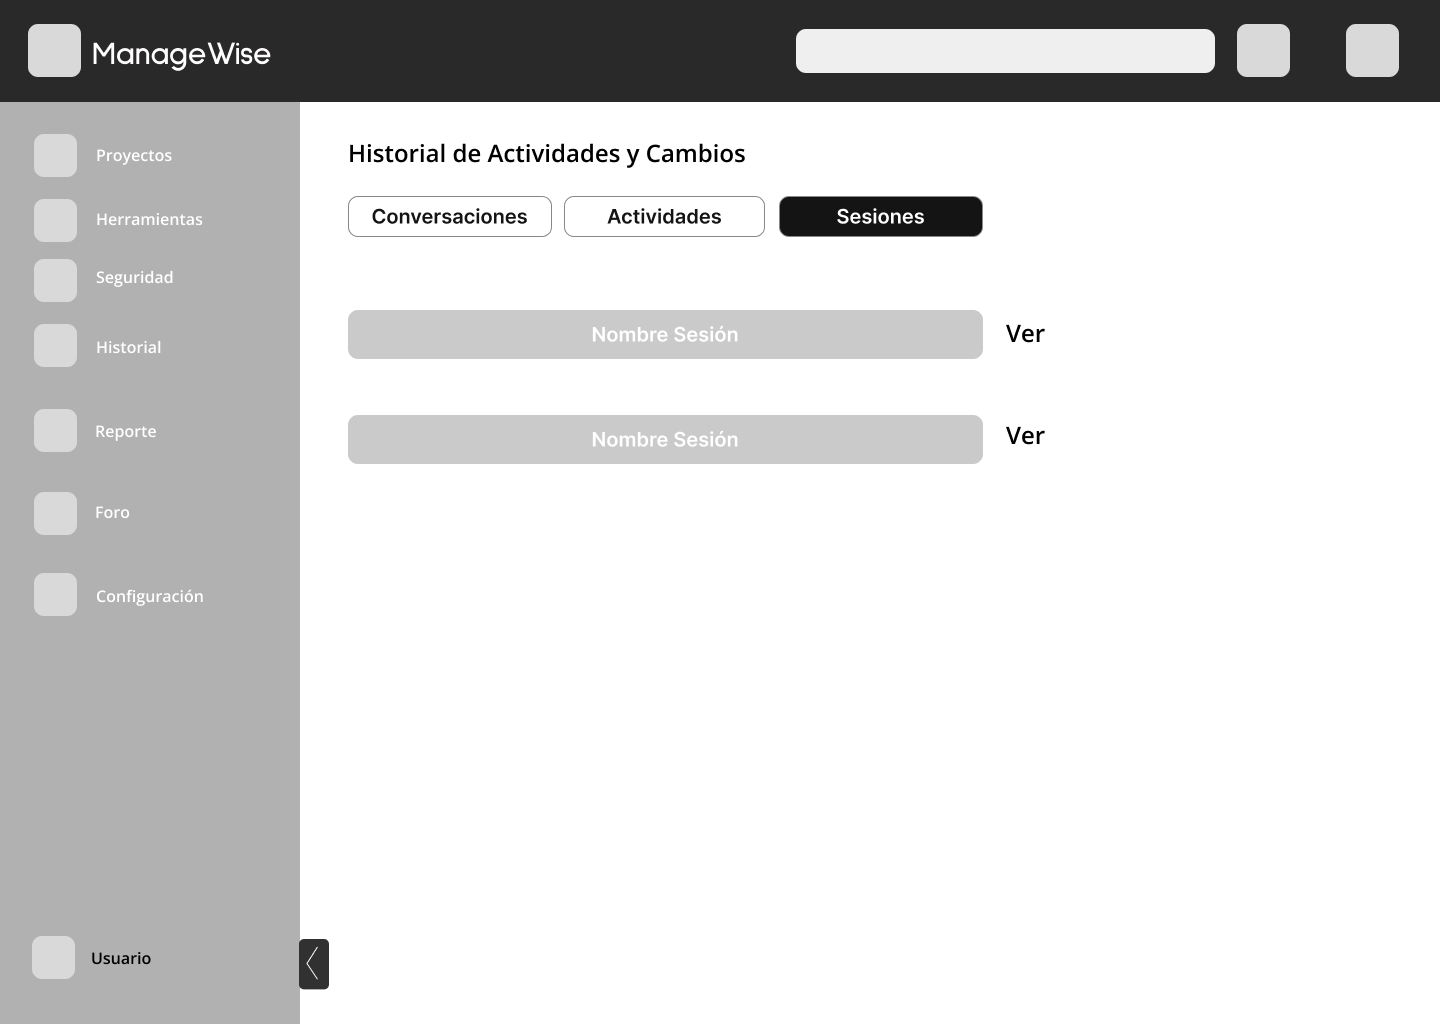 ManageWise
Proyectos
Herramientas
Seguridad
Historial
Reporte
Foro
Configuración
Usuario
Historial de Actividades y Cambios
Conversaciones
Actividades
Sesiones
Nombre Sesión
Ver
Nombre Sesión
Ver